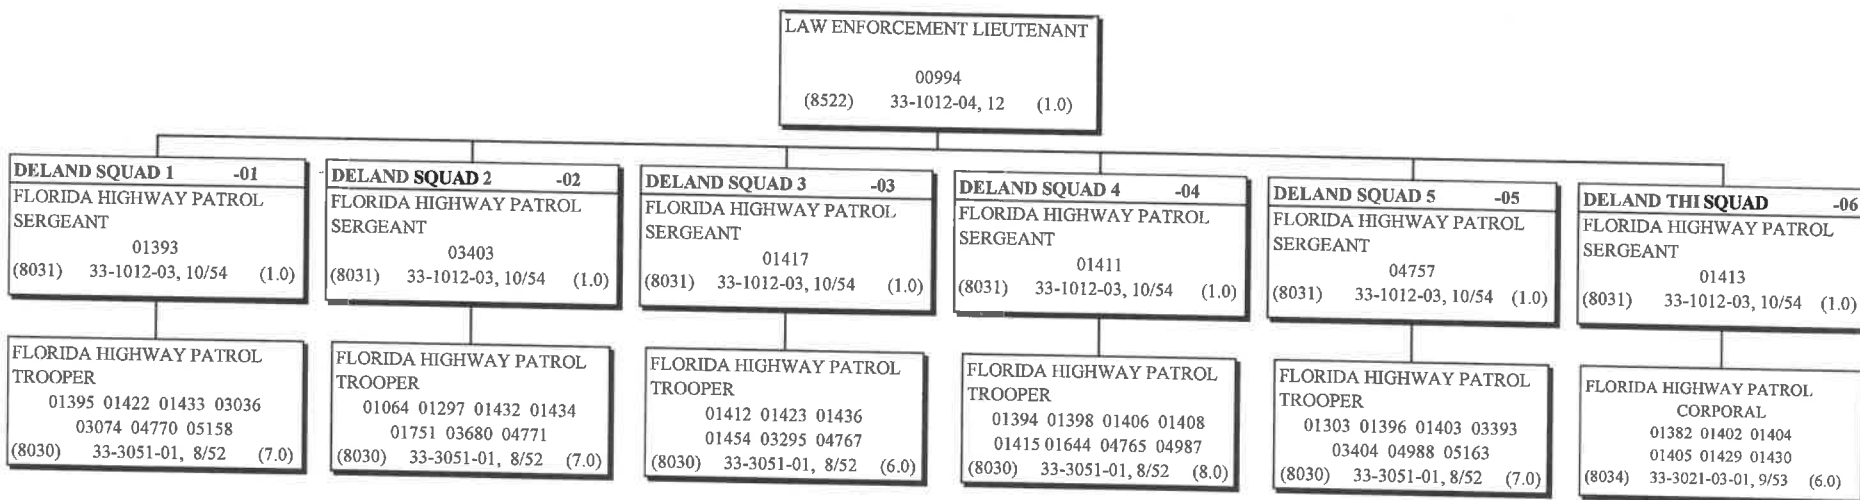 LAW ENFORCEMENT LIEUTENANT
00994
(8522) 33-1012-04, 12 (1.0)
DELAND SQUAD 1 -01
FLORIDA HIGHWAY PATROL
SERGEANT
01393
(8031) 33-1012-03, 10/54 (1.0)
FLORIDA HIGHWAY PATROL
TROOPER
01395 01422 01433 03036
03074 04770 05158
(8030) 33-3051-01, 8/52 (7.0)
DELAND SQUAD 2 -02
FLORIDA HIGHWAY PATROL
SERGEANT
03403
(8031) 33-1012-03, 10/54 (1.0)
FLORIDA HIGHWAY PATROL
TROOPER
01064 01297 01432 01434
01751 03680 04771
(8030) 33-3051-01, 8/52 (7.0)
DELAND SQUAD 3 -03
FLORIDA HIGHWAY PATROL
SERGEANT
01417
(8031) 33-1012-03, 10/54 (1.0)
FLORIDA HIGHWAY PATROL
TROOPER
01412 01423 01436
01454 03295 04767
(8030) 33-3051-01, 8/52 (6.0)
DELAND SQUAD 4 -04
FLORIDA HIGHWAY PATROL
SERGEANT
01411
(8031) 33-1012-03, 10/54 (1.0)
FLORIDA HIGHWAY PATROL
TROOPER
01394 01398 01406 01408
01415 01644 04765 04987
(8030) 33-3051-01, 8/52 (8.0)
DELAND SQUAD 5 -05
FLORIDA HIGHWAY PATROL
SERGEANT
04757
(8031) 33-1012-03, 10/54 (1.0)
FLORIDA HIGHWAY PATROL
TROOPER
01303 01396 01403 03393
03404 04988 05163
(8030) 33-3051-01, 8/52 (7.0)
DELAND THI SQUAD -06
FLORIDA HIGHWAY PATROL
SERGEANT
01413
(8031) 33-1012-03, 10/54 (1.0)
FLORIDA HIGHWAY PATROL
CORPORAL
01382 01402 01404
01405 01429 01430
(8034) 33-3021-03-01, 9/53 (6.0)